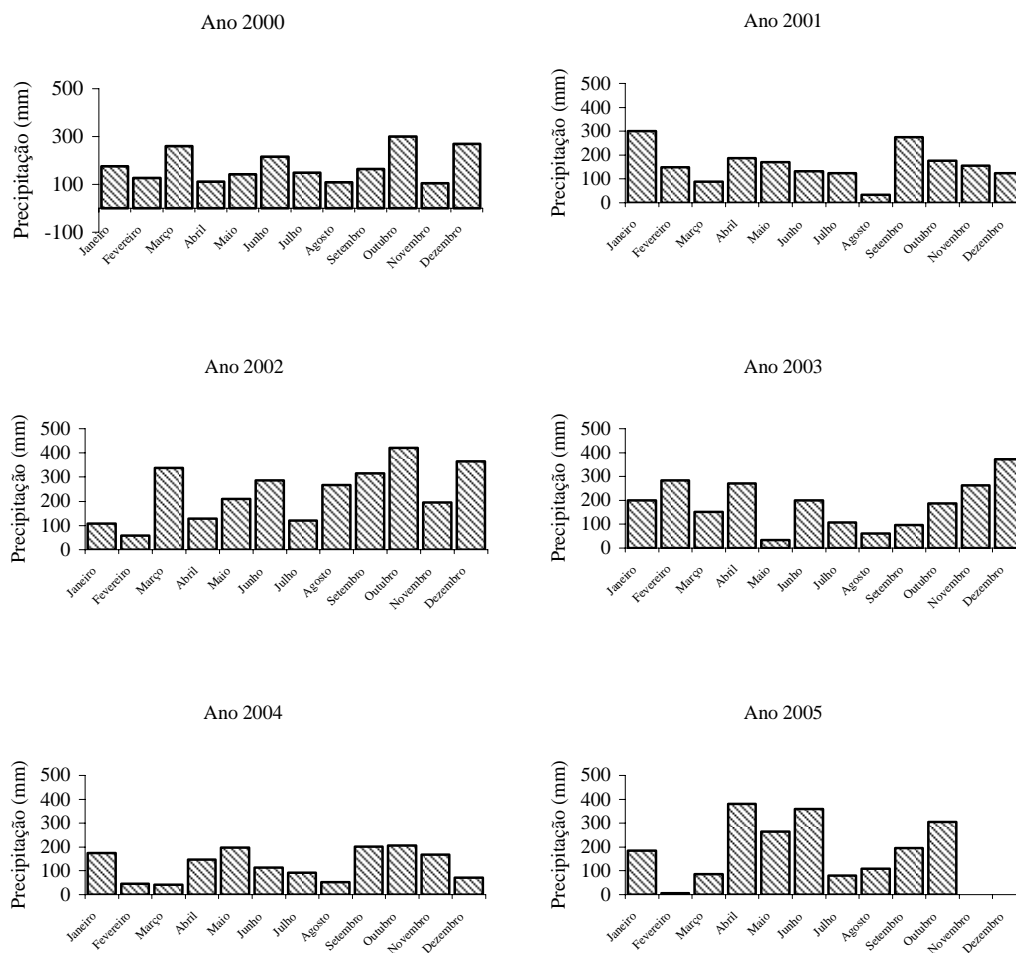 Ano 2000
Precipitação (mm)
500
300
100
-100
Janeiro
Fevereiro
Março
Abril
Maio
Junho
Julho
Agosto
Setembro
Outubro
Novembro
Dezembro
Ano 2001
Precipitação (mm)
500
400
300
200
100
0
Janeiro
Fevereiro
Março
Abril
Maio
Junho
Julho
Agosto
Setembro
Outubro
Novembro
Dezembro
Ano 2002
Precipitação (mm)
500
400
300
200
100
0
Janeiro
Fevereiro
Março
Abril
Maio
Junho
Julho
Agosto
Setembro
Outubro
Novembro
Dezembro
Ano 2003
Precipitação (mm)
500
400
300
200
100
0
Janeiro
Fevereiro
Março
Abril
Maio
Junho
Julho
Agosto
Setembro
Outubro
Novembro
Dezembro
Ano 2004
Precipitação (mm)
500
400
300
200
100
0
Janeiro
Fevereiro
Março
Abril
Maio
Junho
Julho
Agosto
Setembro
Outubro
Novembro
Dezembro
Ano 2005
Precipitação (mm)
500
400
300
200
100
0
Janeiro
Fevereiro
Março
Abril
Maio
Junho
Julho
Agosto
Setembro
Outubro
Novembro
Dezembro